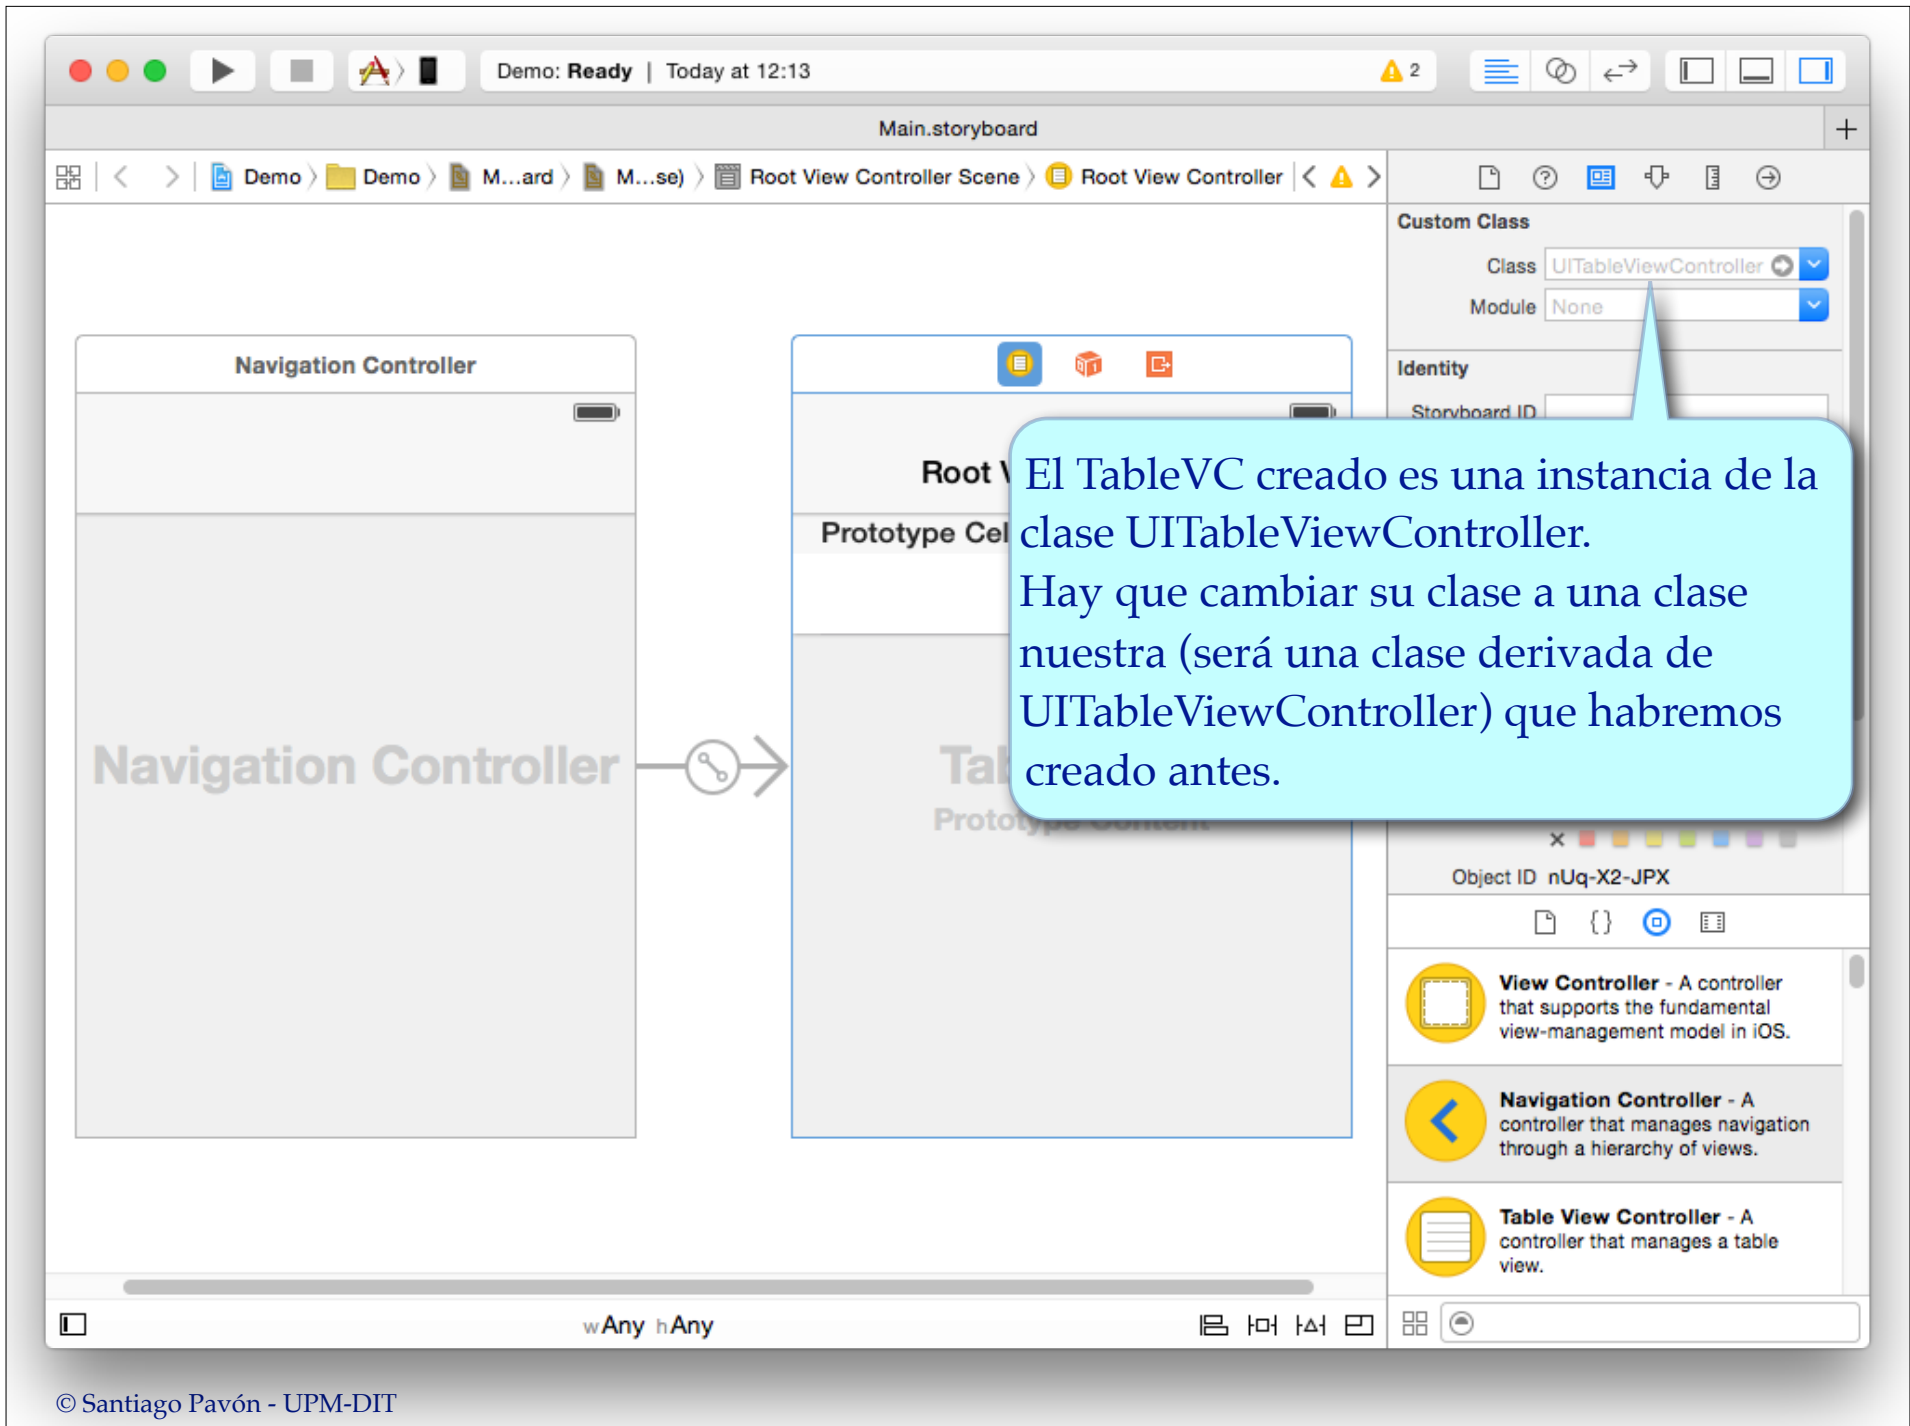 Demo: Ready | Today at 12:13
2
Main.storyboard
Demo
Demo
M...ard
M...se)
Root View Controller Scene
Root View Controller
Custom Class
Class UITableViewController
Module None
Identity
Storyboard ID
Navigation Controller
Root V
Prototype Cel
Navigation Controller
Tab
Prototype Content
El TableVC creado es una instancia de la
clase UITableViewController.
Hay que cambiar su clase a una clase
nuestra (será una clase derivada de
UITableViewController) que habremos
creado antes.
Object ID nUq-X2-JPX
View Controller - A controller
that supports the fundamental
view-management model in iOS.
Navigation Controller - A
controller that manages navigation
through a hierarchy of views.
Table View Controller - A
controller that manages a table
view.
wAny hAny
© Santiago Pavón - UPM-DIT